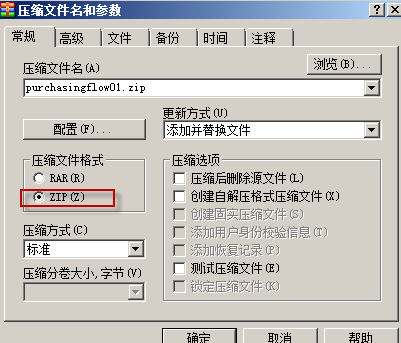 压缩文件名和参数
常规 高级 文件 备份 时间 注释
压缩文件名(A)
浏览(B)...
purchasingflow01.zip
更新方式(U)
配置(F)...
添加并替换文件
压缩文件格式
压缩选项
RAR(R)
压缩后删除源文件(L)
ZIP(Z)
创建自解压格式压缩文件(X)
创建固实压缩文件(S)
压缩方式(C)
添加用户身份校验信息(T)
标准
添加恢复记录(P)
压缩分卷大小,字节(V)
测试压缩文件(E)
锁定压缩文件(K)
确定 取消 帮助